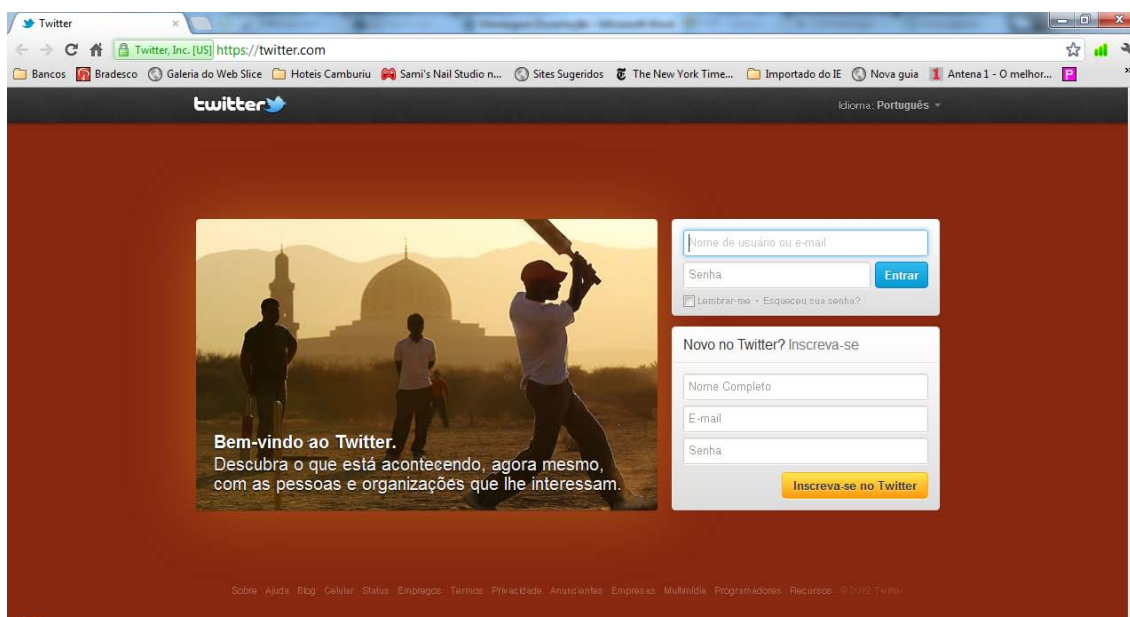 Twitter
Twitter, Inc. [US] https://twitter.com
Bancos Bradesco Galeria do Web Slice Hoteis Camburiu Sami's Nail Studio n... Sites Sugeridos The New York Time... Importado do IE Nova guia Antena 1 - O melhor... P »
twitter
Idioma: Português
Nome de usuário ou e-mail
Senha Entrar
Lembrar-me · Esqueceu sua senha?
Novo no Twitter? Inscreva-se
Nome Completo
E-mail
Senha
Inscreva-se no Twitter
Bem-vindo ao Twitter.
Descubra o que está acontecendo, agora mesmo,
com as pessoas e organizações que lhe interessam.
Sobre Ajuda Blog Celular Status Empregos Termos Privacidade Anunciantes Empresas Multimídia Programadores Recursos © 2012 Twitter